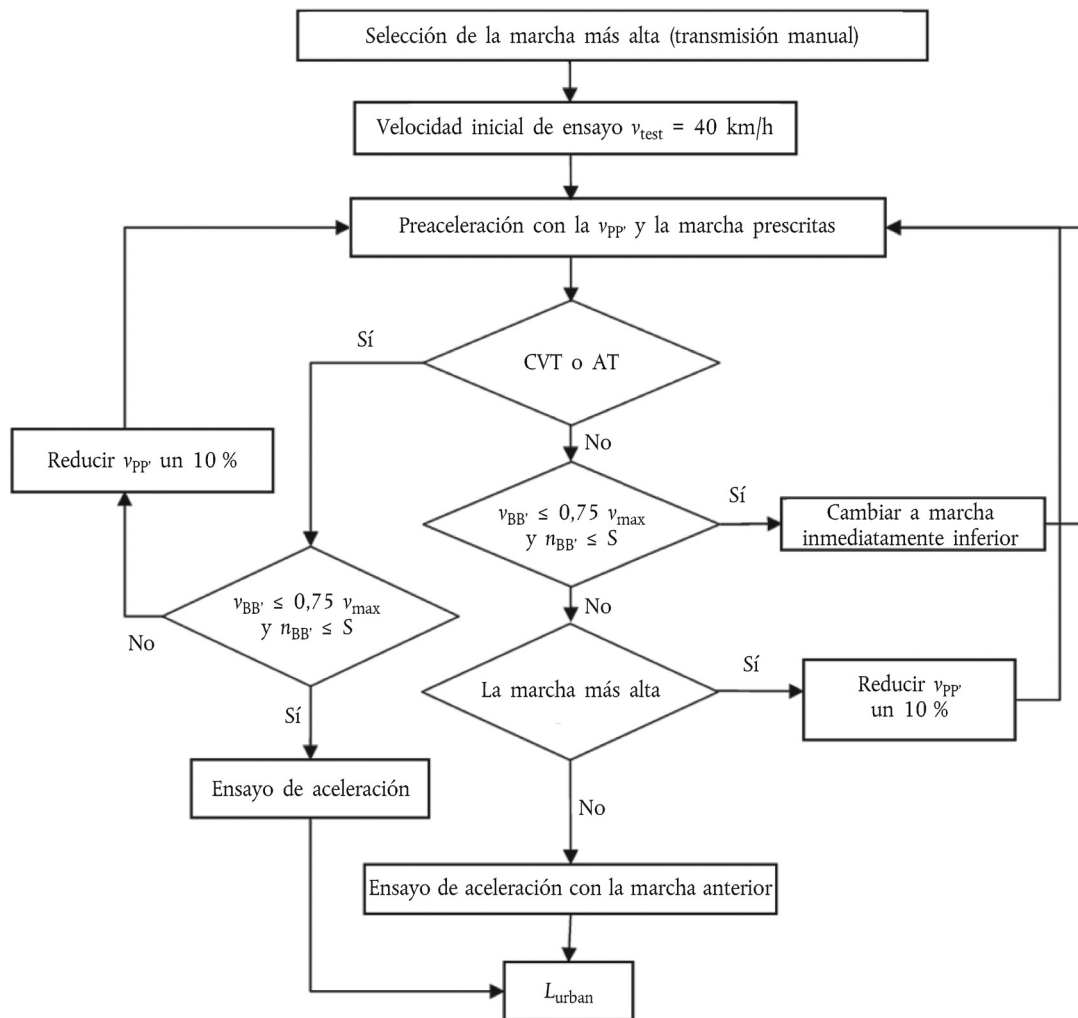 Selección de la marcha más alta (transmisión manual)
Velocidad inicial de ensayo v_test = 40 km/h
Preaceleración con la v_PP' y la marcha prescritas
Sí
CVT o AT
No
Reducir v_PP' un 10 %
v_BB' ≤ 0,75 v_max
y n_BB' ≤ S
Sí
Cambiar a marcha
inmediatamente inferior
No
v_BB' ≤ 0,75 v_max
y n_BB' ≤ S
No
Sí
La marcha más alta
Sí
Reducir v_PP'
un 10 %
No
Ensayo de aceleración
Ensayo de aceleración con la marcha anterior
L_urban